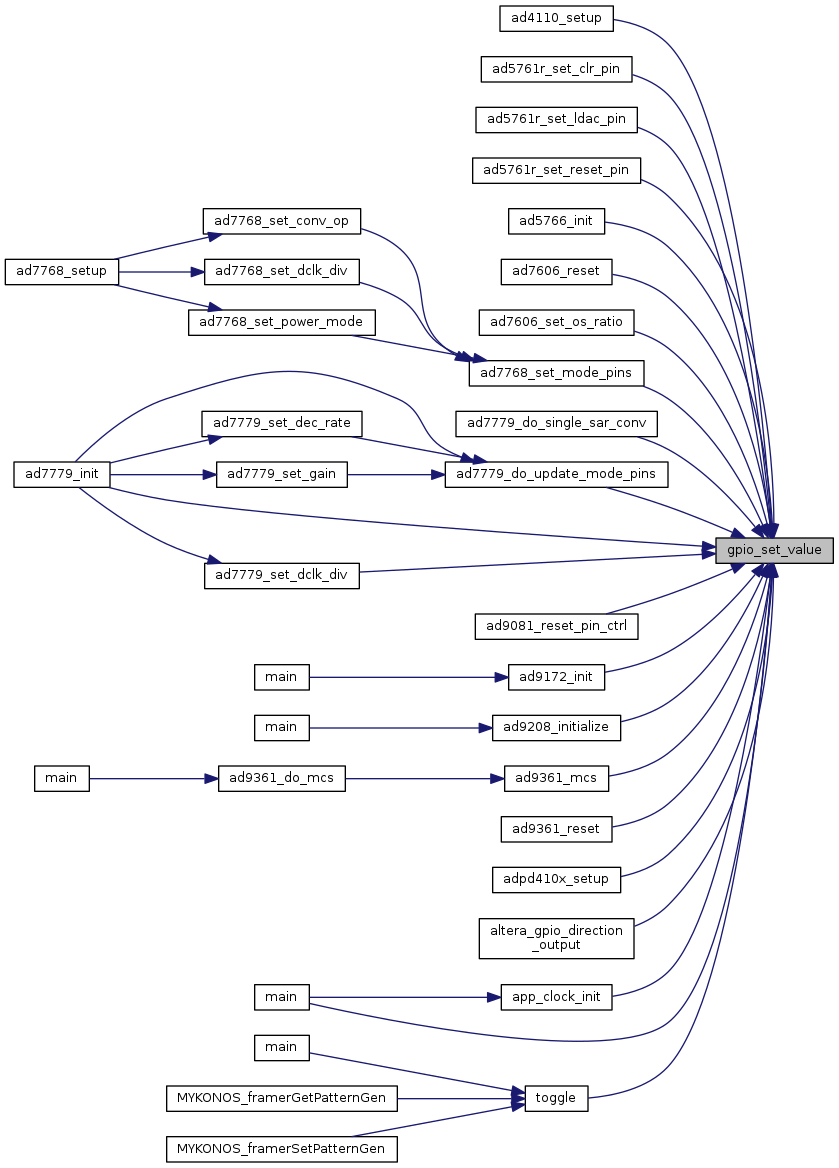 ad4110_setup
ad5761r_set_clr_pin
ad5761r_set_ldac_pin
ad5761r_set_reset_pin
ad7768_set_conv_op
ad5766_init
ad7768_setup
ad7768_set_dclk_div
ad7606_reset
ad7768_set_power_mode
ad7606_set_os_ratio
ad7768_set_mode_pins
ad7779_set_dec_rate
ad7779_do_single_sar_conv
ad7779_init
ad7779_set_gain
ad7779_do_update_mode_pins
gpio_set_value
ad7779_set_dclk_div
ad9081_reset_pin_ctrl
main
ad9172_init
main
ad9208_initialize
main
ad9361_do_mcs
ad9361_mcs
ad9361_reset
adpd410x_setup
altera_gpio_direction
_output
main
app_clock_init
main
MYKONOS_framerGetPatternGen
toggle
MYKONOS_framerSetPatternGen